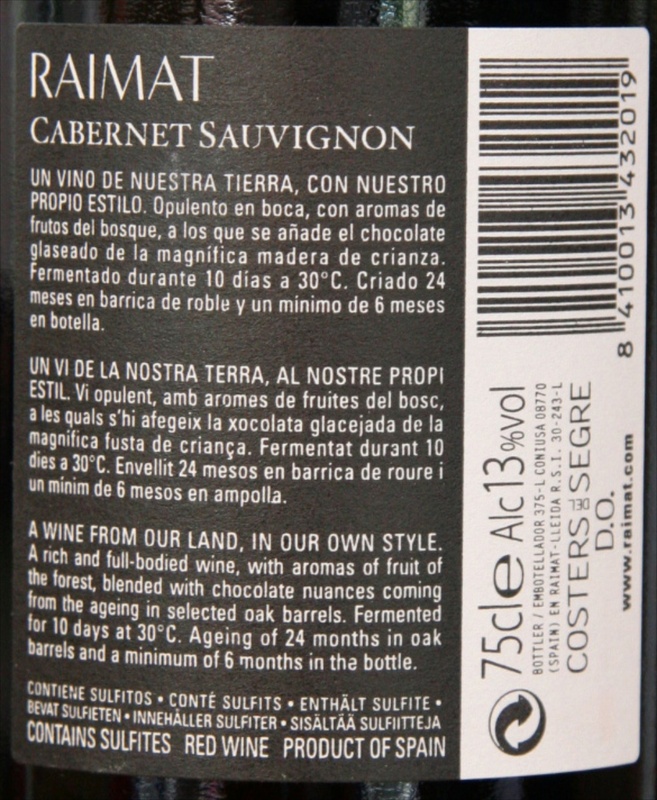 RAIMAT
CABERNET SAUVIGNON
UN VINO DE NUESTRA TIERRA, CON NUESTRO
PROPIO ESTILO. Opulento en boca, con aromas de
frutos del bosque, a los que se añade el chocolate
glaseado de la magnífica madera de crianza.
Fermentado durante 10 días a 30°C. Criado 24
meses en barrica de roble y un mínimo de 6 meses
en botella.
UN VI DE LA NOSTRA TERRA, AL NOSTRE PROPI
ESTIL. Vi opulent, amb aromes de fruites del bosc,
a les quals s'hi afegeix la xocolata glacejada de la
magnífica fusta de criança. Fermentat durant 10
dies a 30°C. Envellit 24 mesos en barrica de roure i
un mínim de 6 mesos en ampolla.
A WINE FROM OUR LAND, IN OUR OWN STYLE.
A rich and full-bodied wine, with aromas of fruit of
the forest, blended with chocolate nuances coming
from the ageing in selected oak barrels. Fermented
for 10 days at 30°C. Ageing of 24 months in oak
barrels and a minimum of 6 months in the bottle.
CONTIENE SULFITOS • CONTÉ SULFITS • ENTHÄLT SULFITE •
BEVAT SULFIETEN • INNEHÅLLER SULFITER • SISÄLTÄÄ SULFIITTEJA
CONTAINS SULFITES RED WINE PRODUCT OF SPAIN
8 410013 432019
75cl e Alc13%vol
BOTTLER / EMBOTELLADOR 375-L CONIUSA 08770
(SPAIN) EN RAIMAT-LLEIDA R.S.I. 30-243-L
COSTERS DEL SEGRE
D.O.
www.raimat.com